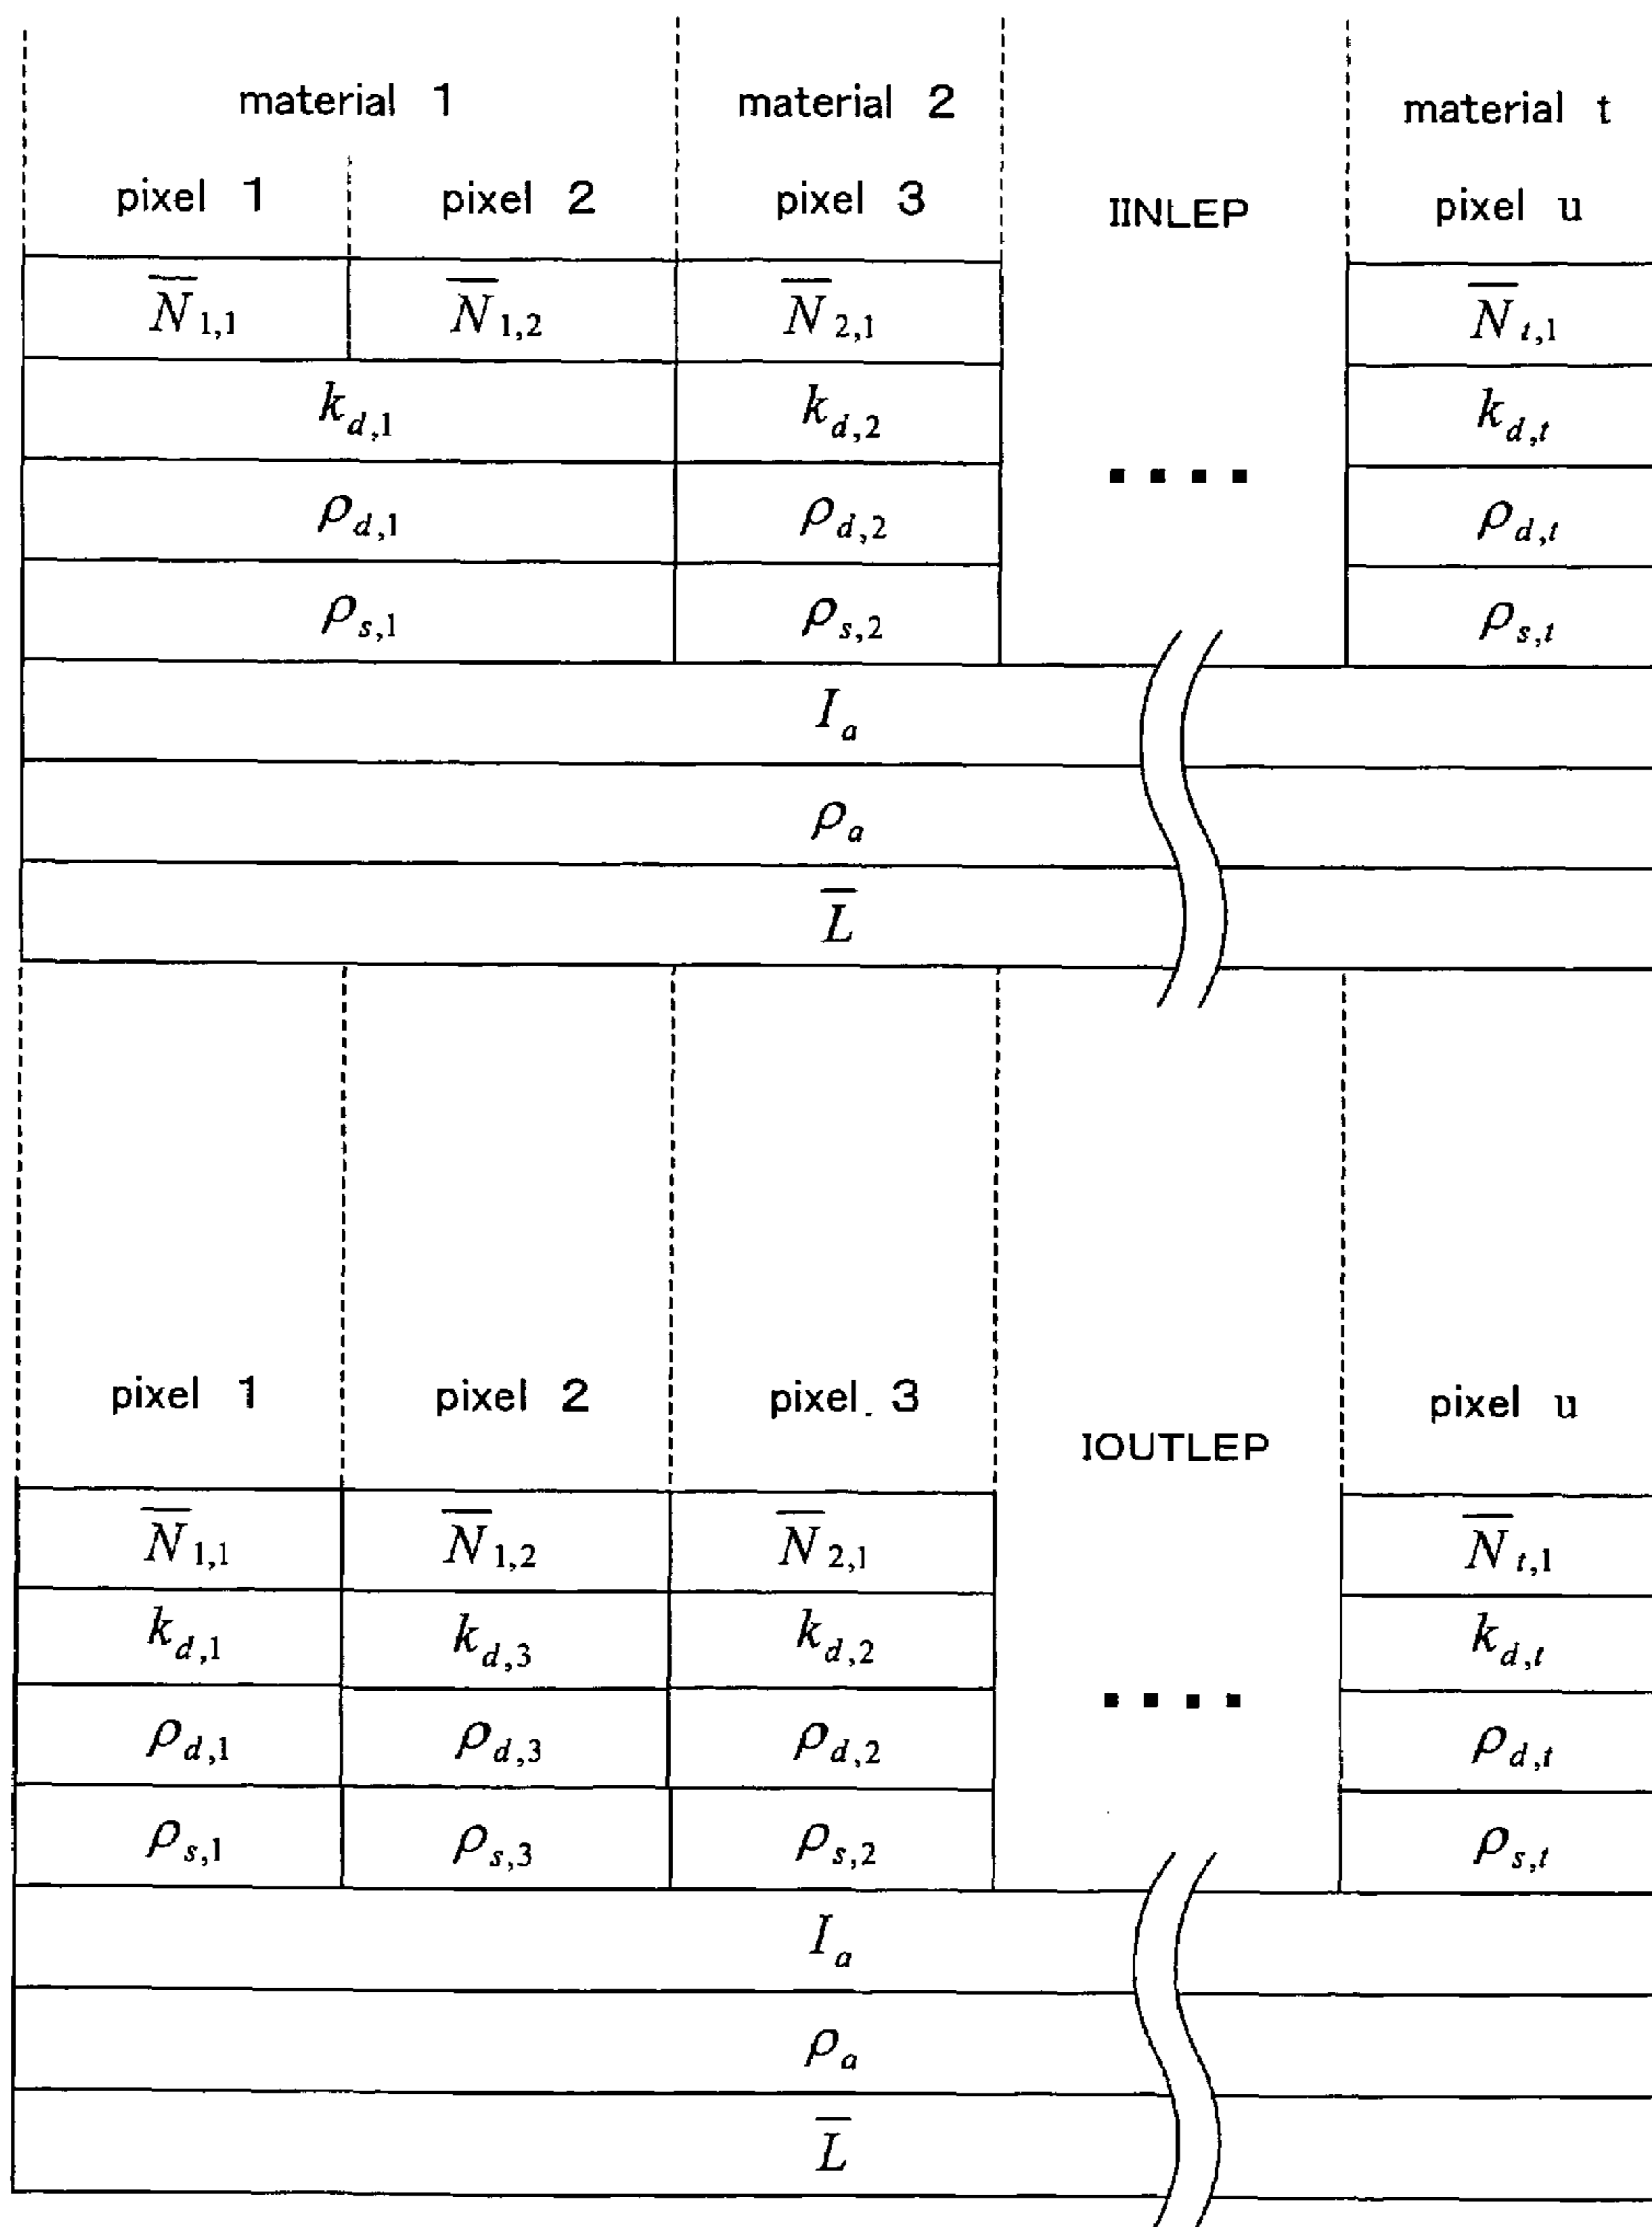 material 1 material 2 material t
pixel 1 pixel 2 pixel 3 IINLEP pixel u
N̅1,1 N̅1,2 N̅2,1 N̅t,1
kd,1 kd,2 kd,t
ρd,1 ρd,2 ▪ ▪ ▪ ▪ ρd,t
ρs,1 ρs,2 ρs,t
Ia
ρa
L̅
pixel 1 pixel 2 pixel. 3 IOUTLEP pixel u
N̅1,1 N̅1,2 N̅2,1 N̅t,1
kd,1 kd,3 kd,2 kd,t
ρd,1 ρd,3 ρd,2 ▪ ▪ ▪ ▪ ρd,t
ρs,1 ρs,3 ρs,2 ρs,t
Ia
ρa
L̅